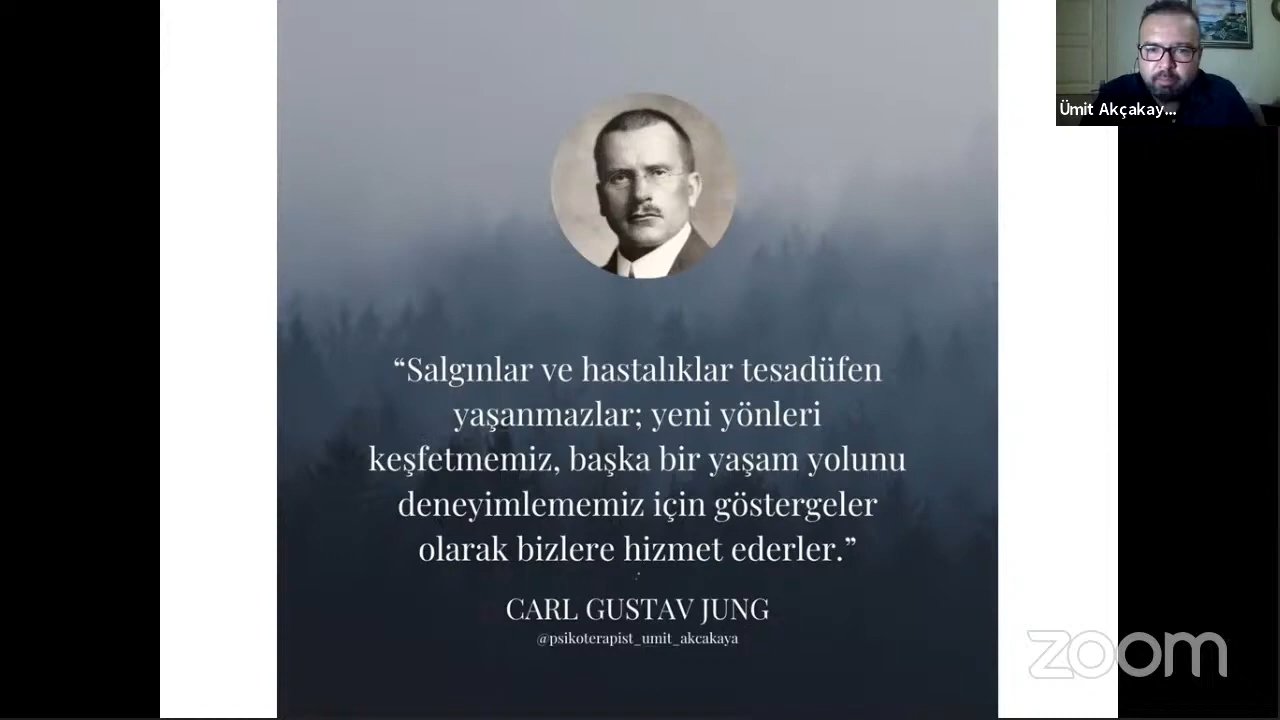 Ümit Akçakay...
“Salgınlar ve hastalıklar tesadüfen
yaşanmazlar; yeni yönleri
keşfetmemiz, başka bir yaşam yolunu
deneyimlememiz için göstergeler
olarak bizlere hizmet ederler.”
CARL GUSTAV JUNG
@psikoterapist_umit_akcakaya
zoom